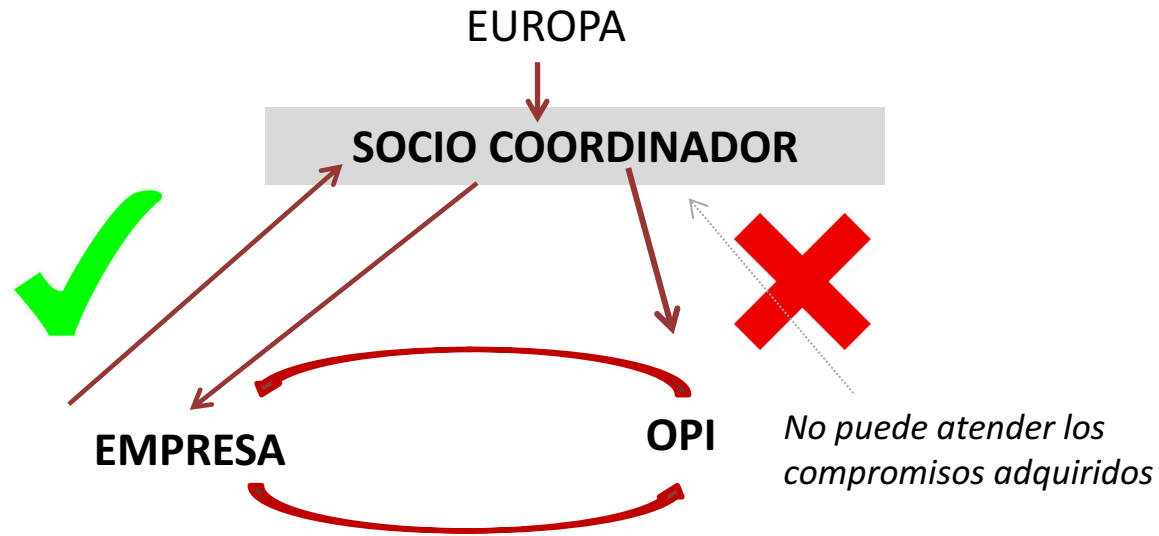 EUROPA
SOCIO COORDINADOR
EMPRESA
OPI
No puede atender los
compromisos adquiridos